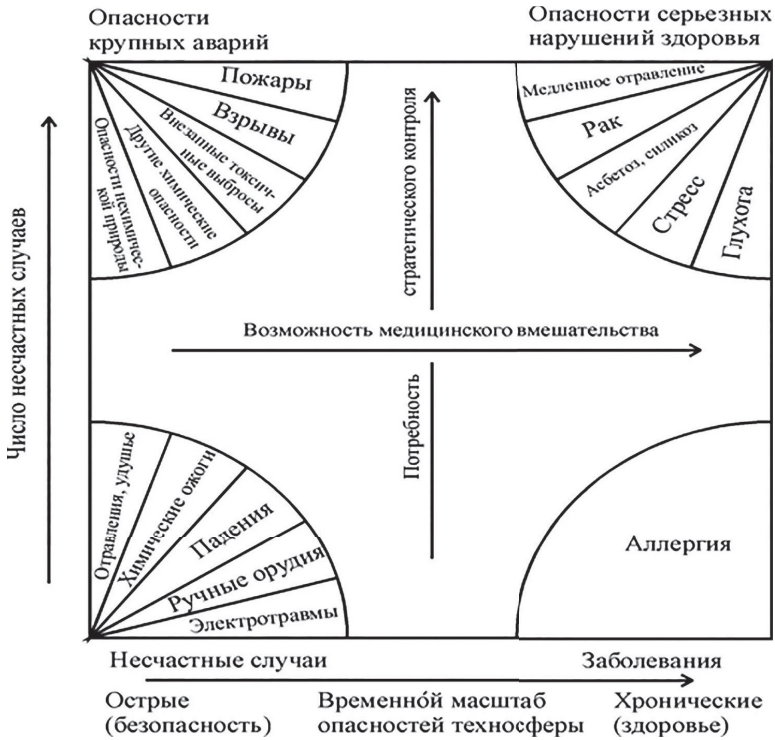 Опасности
крупных аварий
Опасности серьезных
нарушений здоровья
Пожары
Взрывы
Внезапные токсич-
ные выбросы
Другие химические
опасности
Опасности нехимичес-
кой природы
Медленное отравление
Рак
Асбетоз, силикоз
Стресс
Глухота
Число несчастных случаев
стратегического контроля
Возможность медицинского вмешательства
Потребность
Отравления, удушье
Химические ожоги
Падения
Ручные орудия
Электротравмы
Аллергия
Несчастные случаи
Заболевания
Острые
(безопасность)
Временно́й масштаб
опасностей техносферы
Хронические
(здоровье)